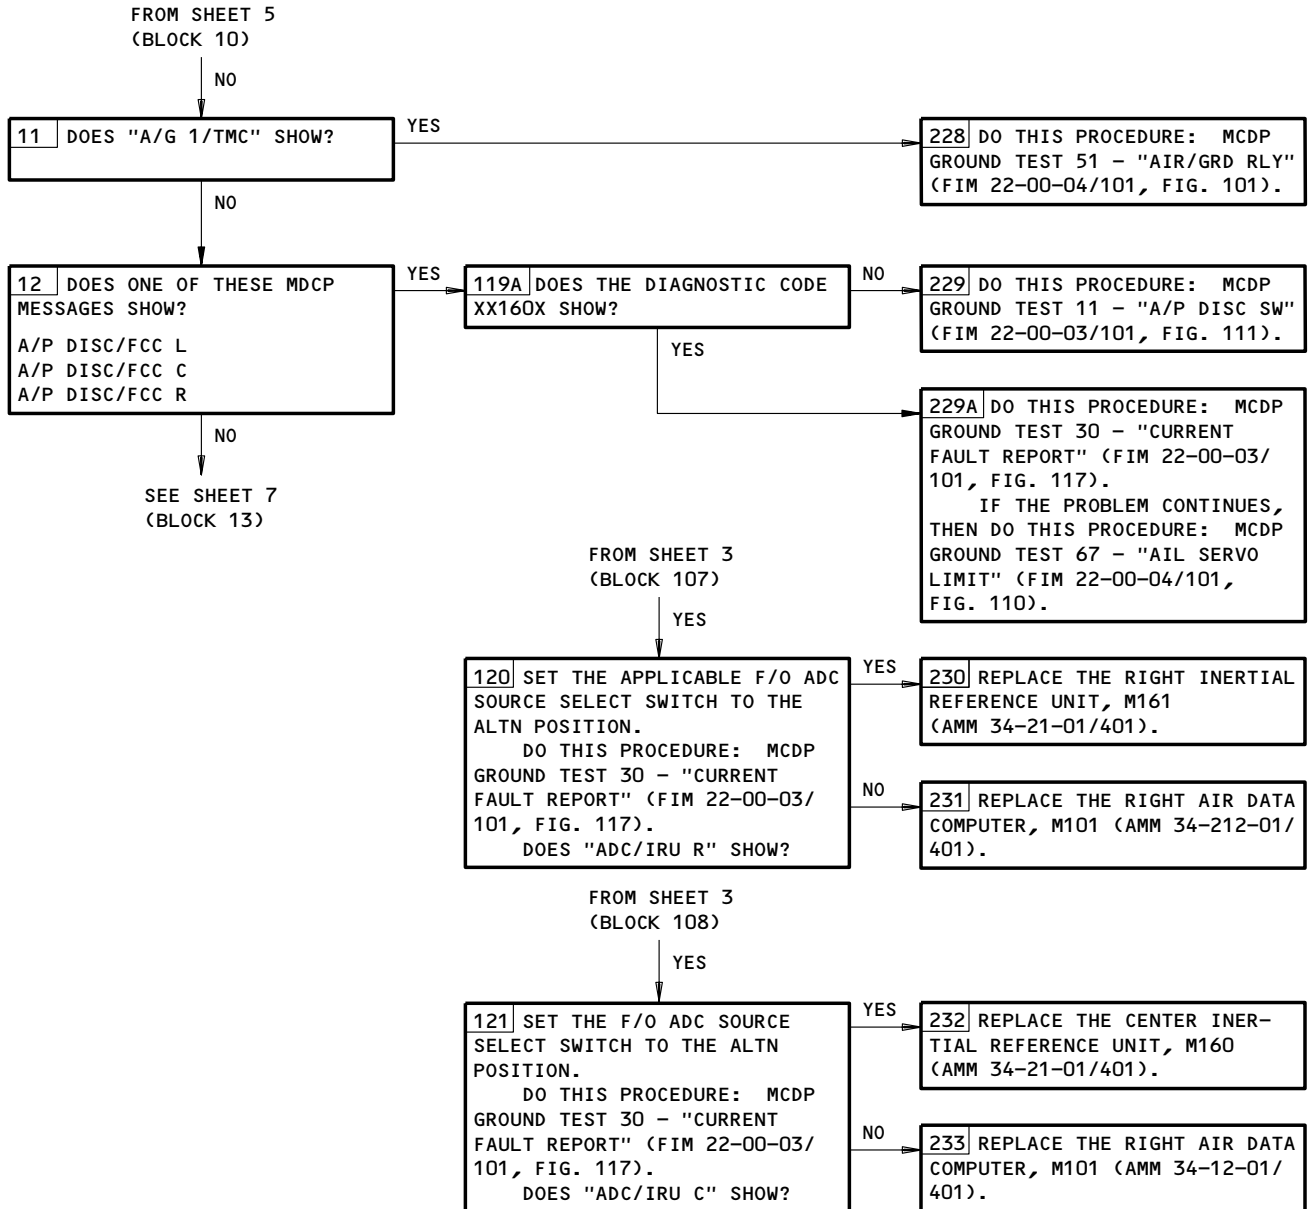 FROM SHEET 5
(BLOCK 10)
NO
11 DOES "A/G 1/TMC" SHOW?
YES
228 DO THIS PROCEDURE: MCDP
GROUND TEST 51 – "AIR/GRD RLY"
(FIM 22-00-04/101, FIG. 101).
NO
12 DOES ONE OF THESE MDCP
MESSAGES SHOW?
A/P DISC/FCC L
A/P DISC/FCC C
A/P DISC/FCC R
YES
119A DOES THE DIAGNOSTIC CODE
XX160X SHOW?
NO
229 DO THIS PROCEDURE: MCDP
GROUND TEST 11 – "A/P DISC SW"
(FIM 22-00-03/101, FIG. 111).
YES
229A DO THIS PROCEDURE: MCDP
GROUND TEST 30 – "CURRENT
FAULT REPORT" (FIM 22-00-03/
101, FIG. 117).
IF THE PROBLEM CONTINUES,
THEN DO THIS PROCEDURE: MCDP
GROUND TEST 67 – "AIL SERVO
LIMIT" (FIM 22-00-04/101,
FIG. 110).
NO
SEE SHEET 7
(BLOCK 13)
FROM SHEET 3
(BLOCK 107)
YES
120 SET THE APPLICABLE F/O ADC
SOURCE SELECT SWITCH TO THE
ALTN POSITION.
DO THIS PROCEDURE: MCDP
GROUND TEST 30 – "CURRENT
FAULT REPORT" (FIM 22-00-03/
101, FIG. 117).
DOES "ADC/IRU R" SHOW?
YES
230 REPLACE THE RIGHT INERTIAL
REFERENCE UNIT, M161
(AMM 34-21-01/401).
NO
231 REPLACE THE RIGHT AIR DATA
COMPUTER, M101 (AMM 34-212-01/
401).
FROM SHEET 3
(BLOCK 108)
YES
121 SET THE F/O ADC SOURCE
SELECT SWITCH TO THE ALTN
POSITION.
DO THIS PROCEDURE: MCDP
GROUND TEST 30 – "CURRENT
FAULT REPORT" (FIM 22-00-03/
101, FIG. 117).
DOES "ADC/IRU C" SHOW?
YES
232 REPLACE THE CENTER INER-
TIAL REFERENCE UNIT, M160
(AMM 34-21-01/401).
NO
233 REPLACE THE RIGHT AIR DATA
COMPUTER, M101 (AMM 34-12-01/
401).